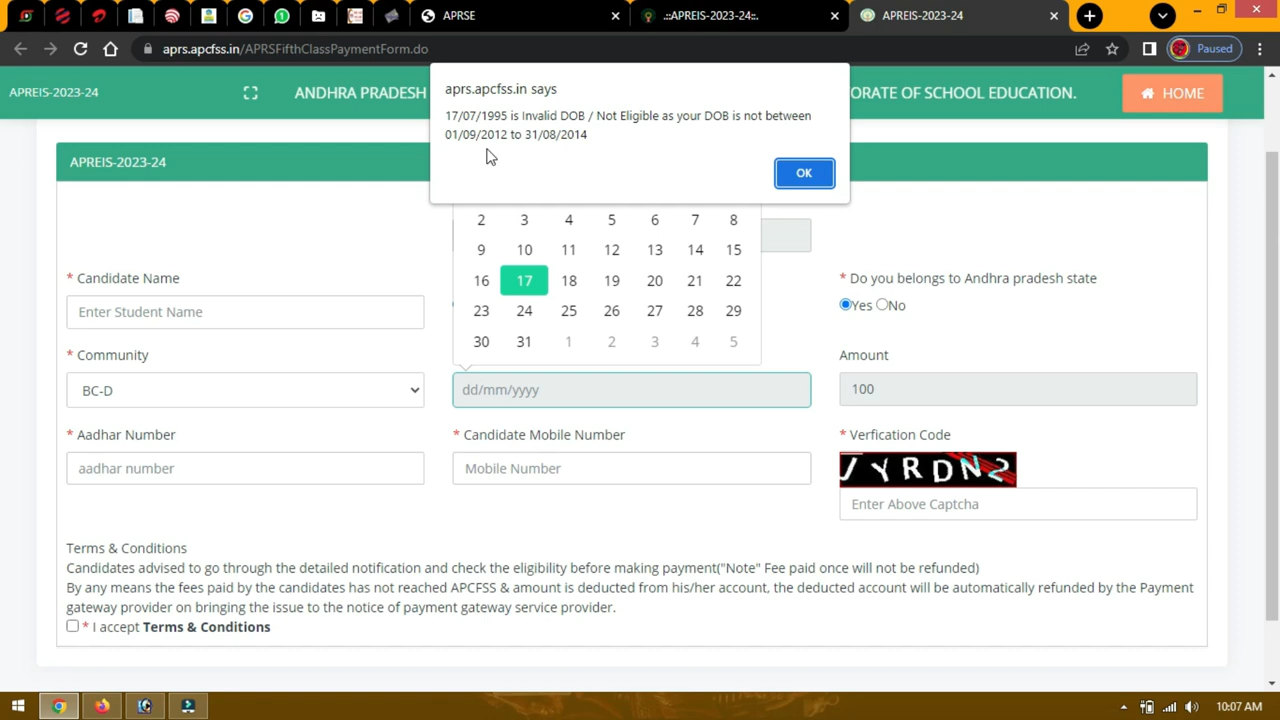 APRSE
.::APREIS-2023-24::.
APREIS-2023-24
aprs.apcfss.in/APRSFifthClassPaymentForm.do
Paused
APREIS-2023-24
ANDHRA PRADESH
ORATE OF SCHOOL EDUCATION.
HOME
aprs.apcfss.in says
17/07/1995 is Invalid DOB / Not Eligible as your DOB is not between
01/09/2012 to 31/08/2014
OK
APREIS-2023-24
2 3 4 5 6 7 8
9 10 11 12 13 14 15
16 17 18 19 20 21 22
23 24 25 26 27 28 29
30 31 1 2 3 4 5
* Candidate Name
Enter Student Name
* Do you belongs to Andhra pradesh state
Yes No
* Community
BC-D
dd/mm/yyyy
Amount
100
* Aadhar Number
aadhar number
* Candidate Mobile Number
Mobile Number
* Verfication Code
JYRDN2
Enter Above Captcha
Terms & Conditions
Candidates advised to go through the detailed notification and check the eligibility before making payment("Note" Fee paid once will not be refunded)
By any means the fees paid by the candidates has not reached APCFSS & amount is deducted from his/her account, the deducted account will be automatically refunded by the Payment
gateway provider on bringing the issue to the notice of payment gateway service provider.
* I accept Terms & Conditions
10:07 AM